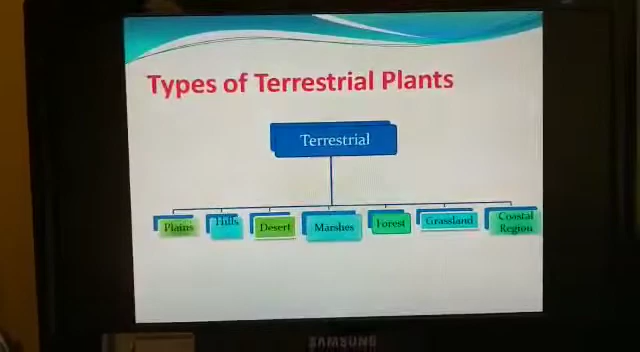 Types of Terrestrial Plants
Terrestrial
Plains
Hills
Desert
Marshes
Forest
Grassland
Coastal
Region
SAMSUNG